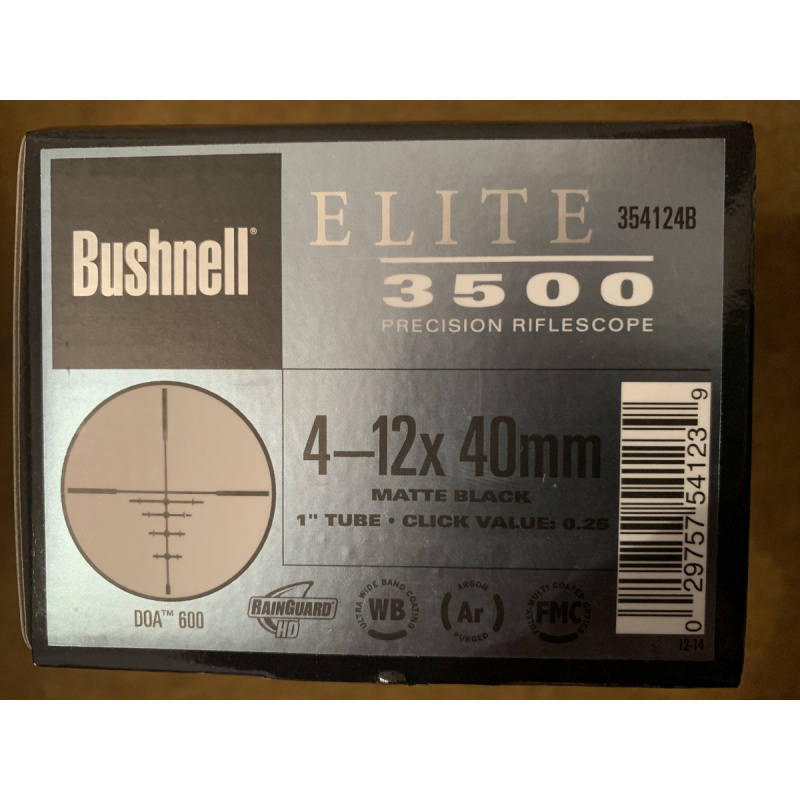 Bushnell®
ELITE
354124B
3500
PRECISION RIFLESCOPE
4–12x 40mm
MATTE BLACK
1" TUBE • CLICK VALUE: 0.25
DOA™ 600
RAINGUARD®
HD
ULTRA WIDE BAND COATING
WB
ARGON
(Ar)
PURGED
FULLY-MULTI COATED OPTICS
FMC
0 29757 54123 9
12-14